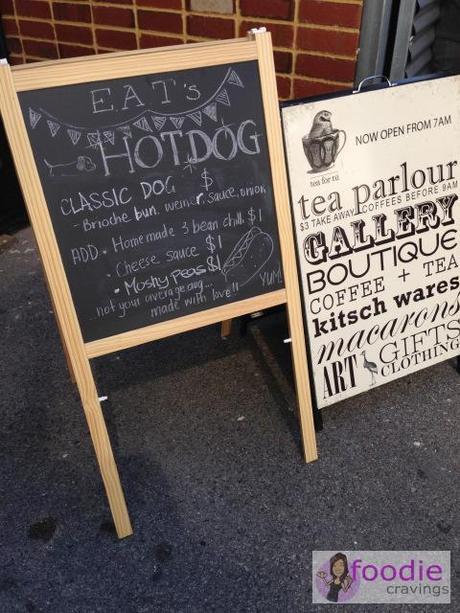 EAT's
HOTDOG
CLASSIC DOG $
- Brioche bun, weiner, sauce, onion
ADD - Homemade 3 bean chilli $1
- Cheese sauce $1
- Mushy Peas $1
..not your average dog...
made with love!!
YUM!
NOW OPEN FROM 7AM
tea for til
tea parlour
$3 TAKE AWAY COFFEES BEFORE 9AM
GALLERY
BOUTIQUE
COFFEE + TEA
kitsch wares
macarons
ART GIFTS
CLOTHING
foodie
cravings